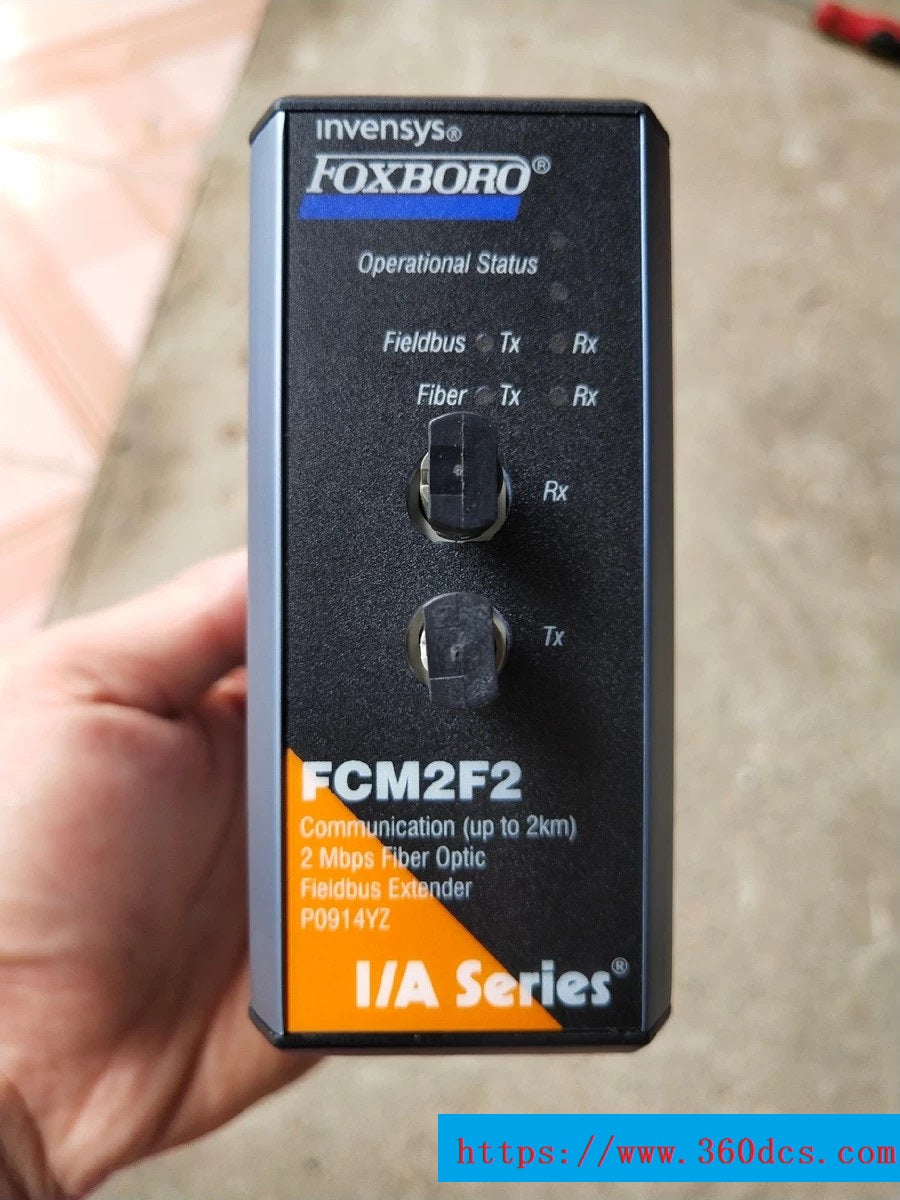 invensys®
FOXBORO®
Operational Status
Fieldbus Tx Rx
Fiber Tx Rx
Rx
Tx
FCM2F2
Communication (up to 2km)
2 Mbps Fiber Optic
Fieldbus Extender
P0914YZ
I/A Series®
https://www.360dcs.com